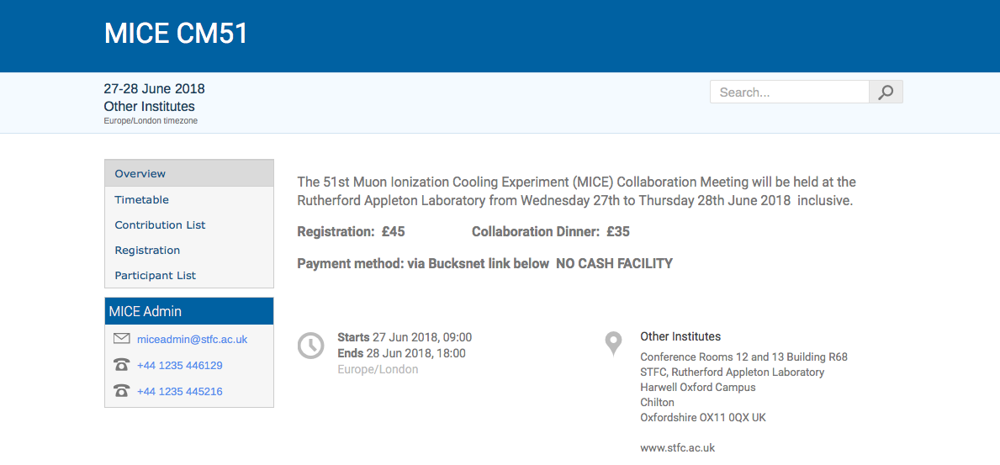 MICE CM51
27-28 June 2018
Other Institutes
Europe/London timezone
Search...
Overview
Timetable
Contribution List
Registration
Participant List
MICE Admin
miceadmin@stfc.ac.uk
+44 1235 446129
+44 1235 445216
The 51st Muon Ionization Cooling Experiment (MICE) Collaboration Meeting will be held at the
Rutherford Appleton Laboratory from Wednesday 27th to Thursday 28th June 2018  inclusive.
Registration:  £45    Collaboration Dinner:  £35
Payment method: via Bucksnet link below  NO CASH FACILITY
Starts 27 Jun 2018, 09:00
Ends 28 Jun 2018, 18:00
Europe/London
Other Institutes
Conference Rooms 12 and 13 Building R68
STFC, Rutherford Appleton Laboratory
Harwell Oxford Campus
Chilton
Oxfordshire OX11 0QX UK
www.stfc.ac.uk